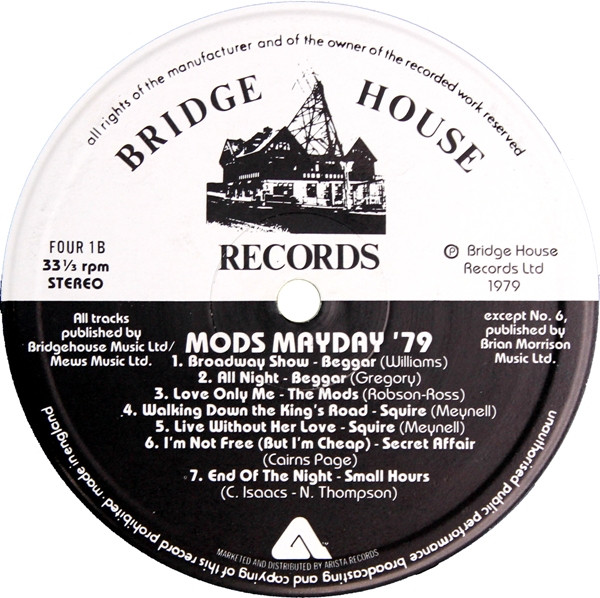 all rights of the manufacturer and of the owner of the recorded work reserved
BRIDGE HOUSE
RECORDS
FOUR 1B
33 1/3 rpm
STEREO
℗ Bridge House
Records Ltd
1979
All tracks
published by
Bridgehouse Music Ltd/
Mews Music Ltd.
except No. 6,
published by
Brian Morrison
Music Ltd.
MODS MAYDAY '79
1. Broadway Show - Beggar (Williams)
2. All Night - Beggar (Gregory)
3. Love Only Me - The Mods (Robson-Ross)
4. Walking Down the King's Road - Squire (Meynell)
5. Live Without Her Love - Squire (Meynell)
6. I'm Not Free (But I'm Cheap) - Secret Affair
(Cairns Page)
7. End Of The Night - Small Hours
(C. Isaacs - N. Thompson)
TM
MARKETED AND DISTRIBUTED BY ARISTA RECORDS
unauthorised public performance broadcasting and copying of this record prohibited · made in england